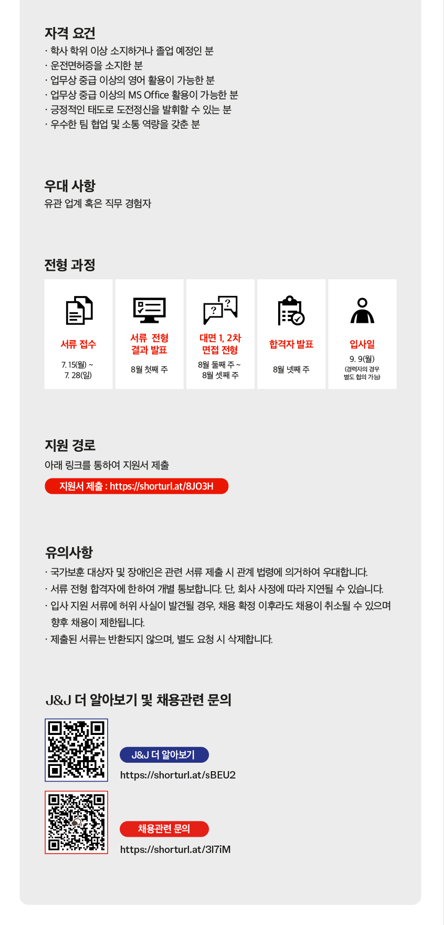 자격 요건
· 학사 학위 이상 소지하거나 졸업 예정인 분
· 운전면허증을 소지한 분
· 업무상 중급 이상의 영어 활용이 가능한 분
· 업무상 중급 이상의 MS Office 활용이 가능한 분
· 긍정적인 태도로 도전정신을 발휘할 수 있는 분
· 우수한 팀 협업 및 소통 역량을 갖춘 분
우대 사항
유관 업계 혹은 직무 경험자
전형 과정
서류 접수
7. 15(월) ~
7. 28(일)
서류 전형
결과 발표
8월 첫째 주
대면 1, 2차
면접 전형
8월 둘째 주 ~
8월 셋째 주
합격자 발표
8월 넷째 주
입사일
9. 9(월)
(경력자의 경우
별도 협의 가능)
지원 경로
아래 링크를 통하여 지원서 제출
지원서 제출 : https://shorturl.at/8JO3H
유의사항
· 국가보훈 대상자 및 장애인은 관련 서류 제출 시 관계 법령에 의거하여 우대합니다.
· 서류 전형 합격자에 한하여 개별 통보합니다. 단, 회사 사정에 따라 지연될 수 있습니다.
· 입사 지원 서류에 허위 사실이 발견될 경우, 채용 확정 이후라도 채용이 취소될 수 있으며
향후 채용이 제한됩니다.
· 제출된 서류는 반환되지 않으며, 별도 요청 시 삭제합니다.
J&J 더 알아보기 및 채용관련 문의
J&J 더 알아보기
https://shorturl.at/sBEU2
채용관련 문의
https://shorturl.at/3I7iM